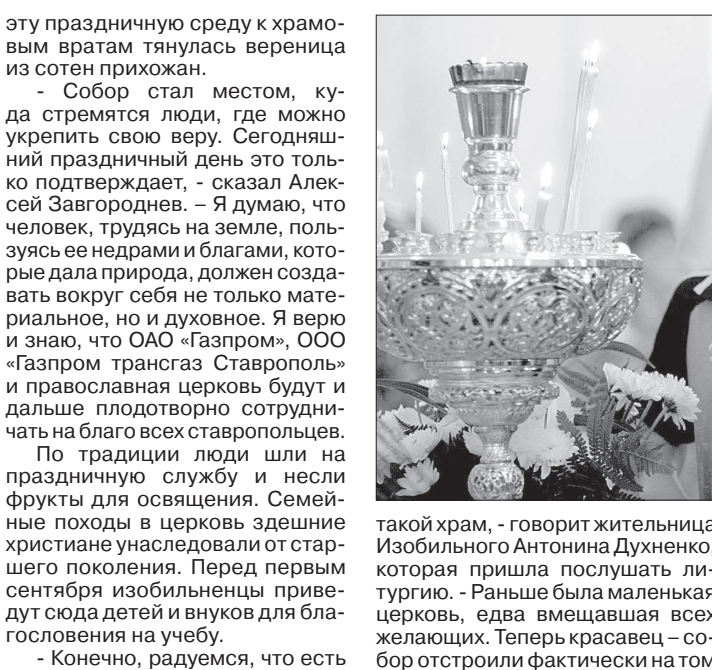 эту праздничную среду к храмо-
вым вратам тянулась вереница
из сотен прихожан.
- Собор стал местом, ку-
да стремятся люди, где можно
укрепить свою веру. Сегодняш-
ний праздничный день это толь-
ко подтверждает, - сказал Алек-
сей Завгороднев. – Я думаю, что
человек, трудясь на земле, поль-
зуясь ее недрами и благами, кото-
рые дала природа, должен созда-
вать вокруг себя не только мате-
риальное, но и духовное. Я верю
и знаю, что ОАО «Газпром», ООО
«Газпром трансгаз Ставрополь»
и православная церковь будут и
дальше плодотворно сотрудни-
чать на благо всех ставропольцев.
По традиции люди шли на
праздничную службу и несли
фрукты для освящения. Семей-
ные походы в церковь здешние
христиане унаследовали от стар-
шего поколения. Перед первым
сентября изобильненцы приве-
дут сюда детей и внуков для бла-
гословения на учебу.
- Конечно, радуемся, что есть
такой храм, - говорит жительница
Изобильного Антонина Духненко,
которая пришла послушать ли-
тургию. - Раньше была маленькая
церковь, едва вмещавшая всех
желающих. Теперь красавец – со-
бор отстроили фактически на том